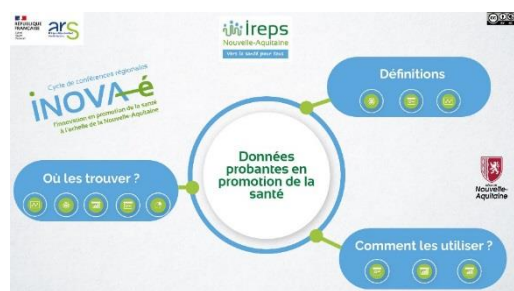 RÉPUBLIQUE
FRANÇAISE
ars
ireps
Nouvelle-Aquitaine
Vers la santé pour tous
Cycle de conférences régionales
iNOVA-é
l'innovation en promotion de la santé
à l'échelle de la Nouvelle-Aquitaine
Définitions
Données
probantes en
promotion de la
santé
Où les trouver ?
Nouvelle-
Aquitaine
Comment les utiliser ?